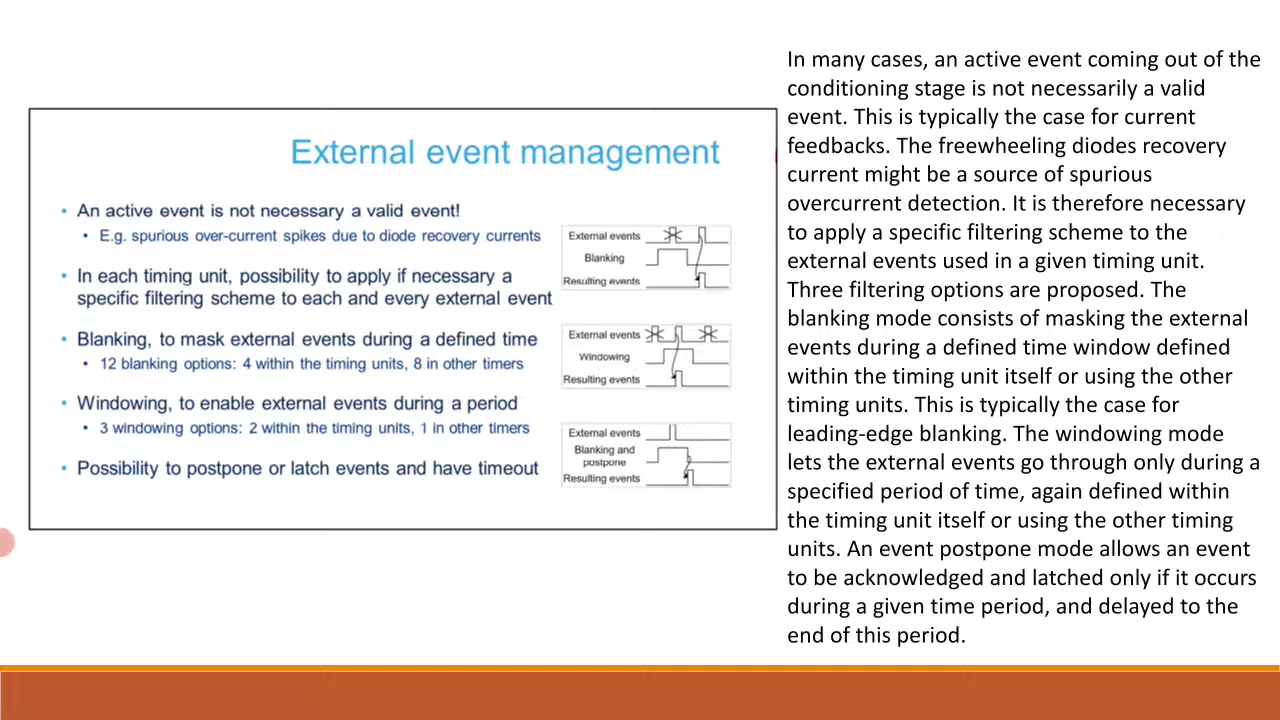 External event management
• An active event is not necessary a valid event!
• E.g. spurious over-current spikes due to diode recovery currents
• In each timing unit, possibility to apply if necessary a
specific filtering scheme to each and every external event
• Blanking, to mask external events during a defined time
• 12 blanking options: 4 within the timing units, 8 in other timers
• Windowing, to enable external events during a period
• 3 windowing options: 2 within the timing units, 1 in other timers
• Possibility to postpone or latch events and have timeout
External events
Blanking
Resulting events
External events
Windowing
Resulting events
External events
Blanking and
postpone
Resulting events
In many cases, an active event coming out of the
conditioning stage is not necessarily a valid
event. This is typically the case for current
feedbacks. The freewheeling diodes recovery
current might be a source of spurious
overcurrent detection. It is therefore necessary
to apply a specific filtering scheme to the
external events used in a given timing unit.
Three filtering options are proposed. The
blanking mode consists of masking the external
events during a defined time window defined
within the timing unit itself or using the other
timing units. This is typically the case for
leading-edge blanking. The windowing mode
lets the external events go through only during a
specified period of time, again defined within
the timing unit itself or using the other timing
units. An event postpone mode allows an event
to be acknowledged and latched only if it occurs
during a given time period, and delayed to the
end of this period.